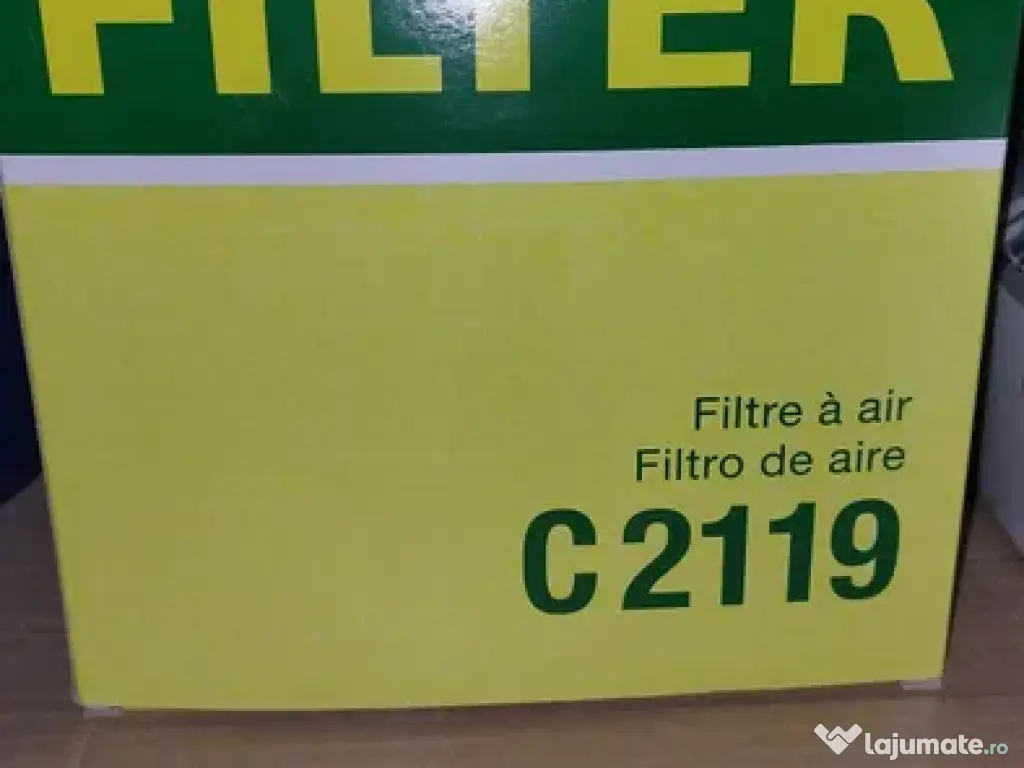 FILTER
Filtre à air
Filtro de aire
C 2119
lajumate.ro